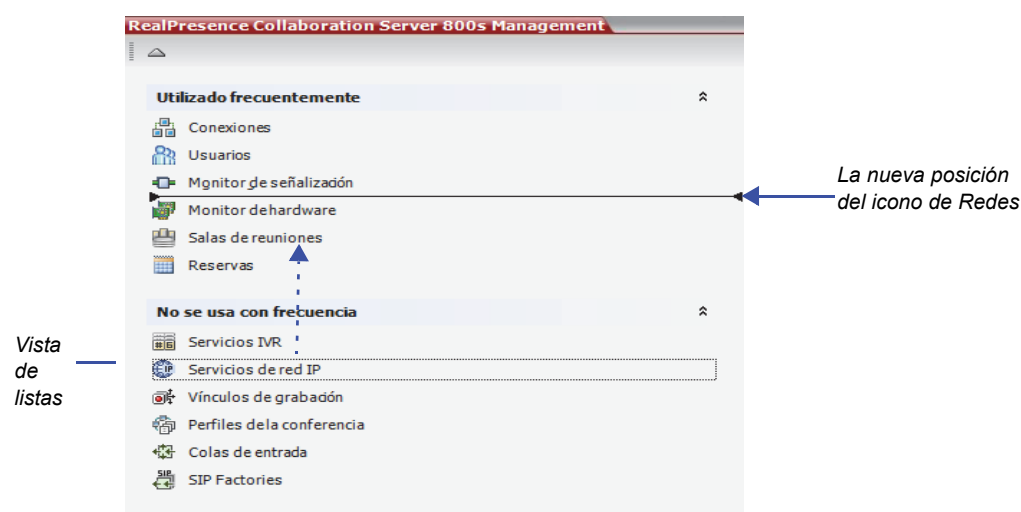 RealPresence Collaboration Server 800s Management
Utilizado frecuentemente
Conexiones
Usuarios
Monitor de señalización
Monitor de hardware
Salas de reuniones
Reservas
La nueva posición
del icono de Redes
No se usa con frecuencia
Servicios IVR
Servicios de red IP
Vínculos de grabación
Perfiles de la conferencia
Colas de entrada
SIP Factories
Vista
de
listas